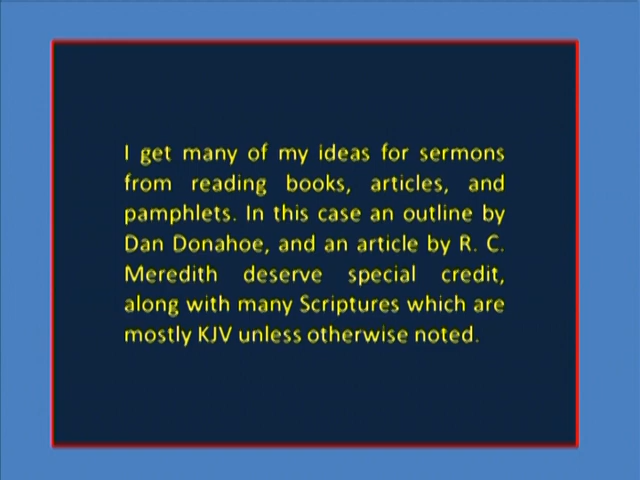 I get many of my ideas for sermons
from reading books, articles, and
pamphlets. In this case an outline by
Dan Donahoe, and an article by R. C.
Meredith deserve special credit,
along with many Scriptures which are
mostly KJV unless otherwise noted.